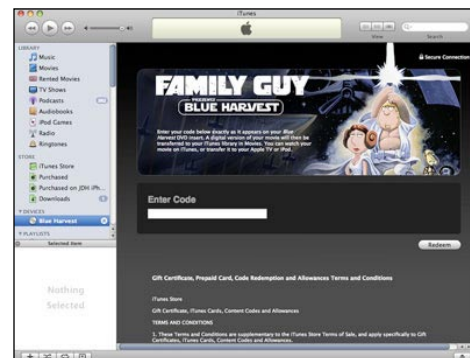 iTunes
View
Search
LIBRARY
Music
Movies
Rented Movies
TV Shows
Podcasts
Audiobooks
iPod Games
Radio
Ringtones
STORE
iTunes Store
Purchased
Purchased on JDH iPh...
Downloads
DEVICES
Blue Harvest
PLAYLISTS
Selected Item
Nothing
Selected
Secure Connection
FAMILY GUY
PRESENTS
BLUE HARVEST
Enter your code below exactly as it appears on your Blue
Harvest DVD insert. A digital version of your movie will then be
transferred to your iTunes library in Movies. You can watch your
movie on iTunes, or transfer it to your Apple TV or iPod.
Enter Code
Redeem
Gift Certificate, Prepaid Card, Code Redemption and Allowances Terms and Conditions
iTunes Store
Gift Certificate, iTunes Cards, Content Codes and Allowances
TERMS AND CONDITIONS
1. These Terms and Conditions are supplementary to the iTunes Store Terms of Sale, and apply specifically to Gift
Certificates, iTunes Cards, Content Codes and Allowances.